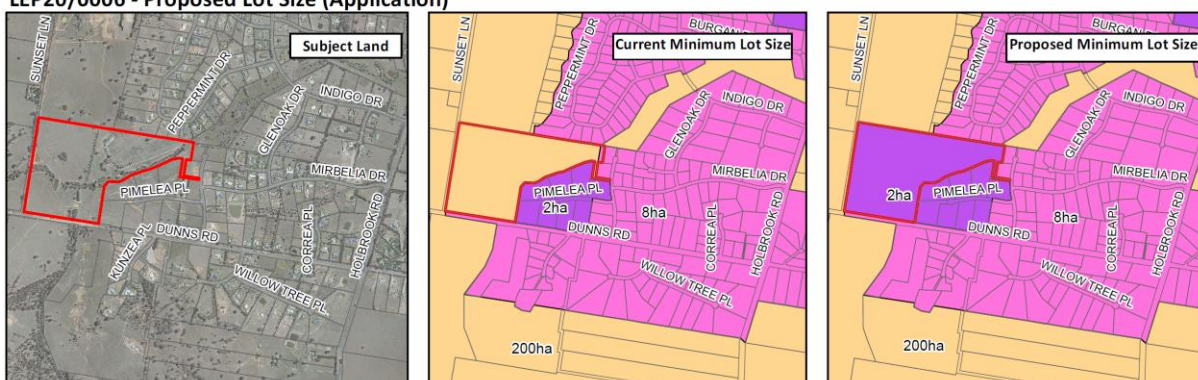 LEP20/0006 - Proposed Lot Size (Application)
Subject Land
SUNSET LN
PEPPERMINT DR
GLENOAK DR
INDIGO DR
MIRBELIA DR
PIMELEA PL
DUNNS RD
KUNZEA PL
CORREA PL
HOLBROOK RD
WILLOW TREE PL
Current Minimum Lot Size
SUNSET LN
PEPPERMINT DR
GLENOAK DR
INDIGO DR
MIRBELIA DR
PIMELEA PL
2ha
8ha
DUNNS RD
CORREA PL
HOLBROOK RD
WILLOW TREE PL
200ha
Proposed Minimum Lot Size
SUNSET LN
PEPPERMINT DR
GLENOAK DR
INDIGO DR
MIRBELIA DR
2ha
PIMELEA PL
8ha
DUNNS RD
CORREA PL
HOLBROOK RD
WILLOW TREE PL
200ha